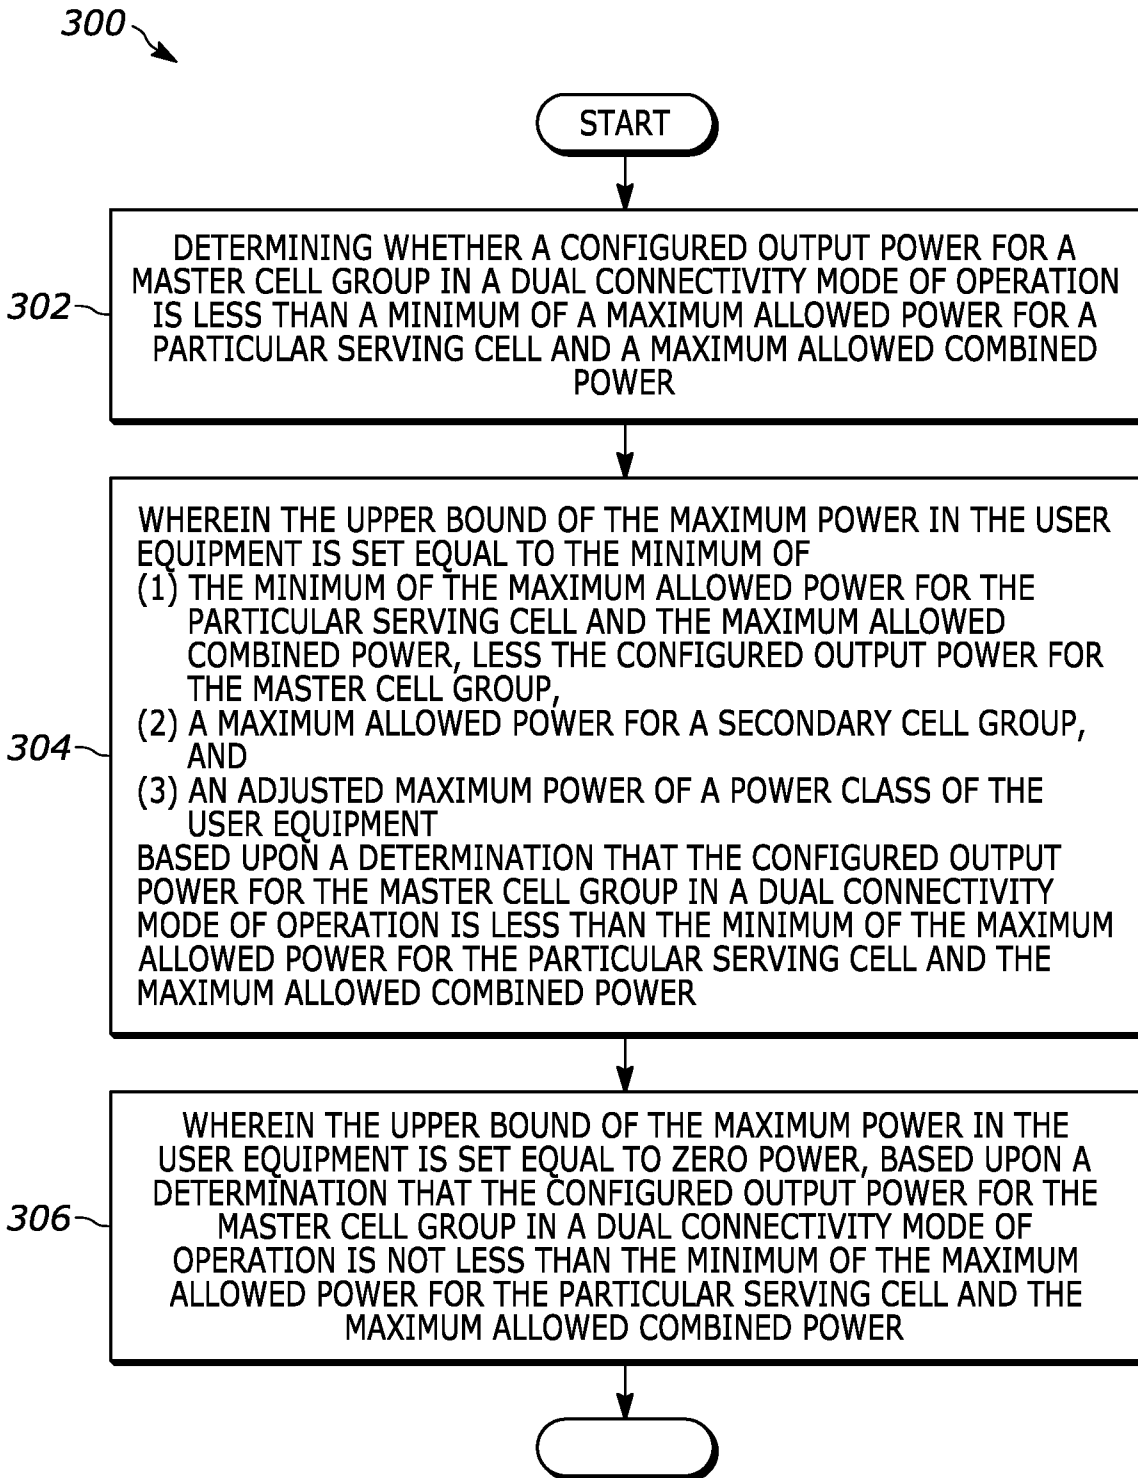 300
START
302
DETERMINING WHETHER A CONFIGURED OUTPUT POWER FOR A
MASTER CELL GROUP IN A DUAL CONNECTIVITY MODE OF OPERATION
IS LESS THAN A MINIMUM OF A MAXIMUM ALLOWED POWER FOR A
PARTICULAR SERVING CELL AND A MAXIMUM ALLOWED COMBINED
POWER
304
WHEREIN THE UPPER BOUND OF THE MAXIMUM POWER IN THE USER
EQUIPMENT IS SET EQUAL TO THE MINIMUM OF
(1) THE MINIMUM OF THE MAXIMUM ALLOWED POWER FOR THE
PARTICULAR SERVING CELL AND THE MAXIMUM ALLOWED
COMBINED POWER, LESS THE CONFIGURED OUTPUT POWER FOR
THE MASTER CELL GROUP,
(2) A MAXIMUM ALLOWED POWER FOR A SECONDARY CELL GROUP,
AND
(3) AN ADJUSTED MAXIMUM POWER OF A POWER CLASS OF THE
USER EQUIPMENT
BASED UPON A DETERMINATION THAT THE CONFIGURED OUTPUT
POWER FOR THE MASTER CELL GROUP IN A DUAL CONNECTIVITY
MODE OF OPERATION IS LESS THAN THE MINIMUM OF THE MAXIMUM
ALLOWED POWER FOR THE PARTICULAR SERVING CELL AND THE
MAXIMUM ALLOWED COMBINED POWER
306
WHEREIN THE UPPER BOUND OF THE MAXIMUM POWER IN THE
USER EQUIPMENT IS SET EQUAL TO ZERO POWER, BASED UPON A
DETERMINATION THAT THE CONFIGURED OUTPUT POWER FOR THE
MASTER CELL GROUP IN A DUAL CONNECTIVITY MODE OF
OPERATION IS NOT LESS THAN THE MINIMUM OF THE MAXIMUM
ALLOWED POWER FOR THE PARTICULAR SERVING CELL AND THE
MAXIMUM ALLOWED COMBINED POWER